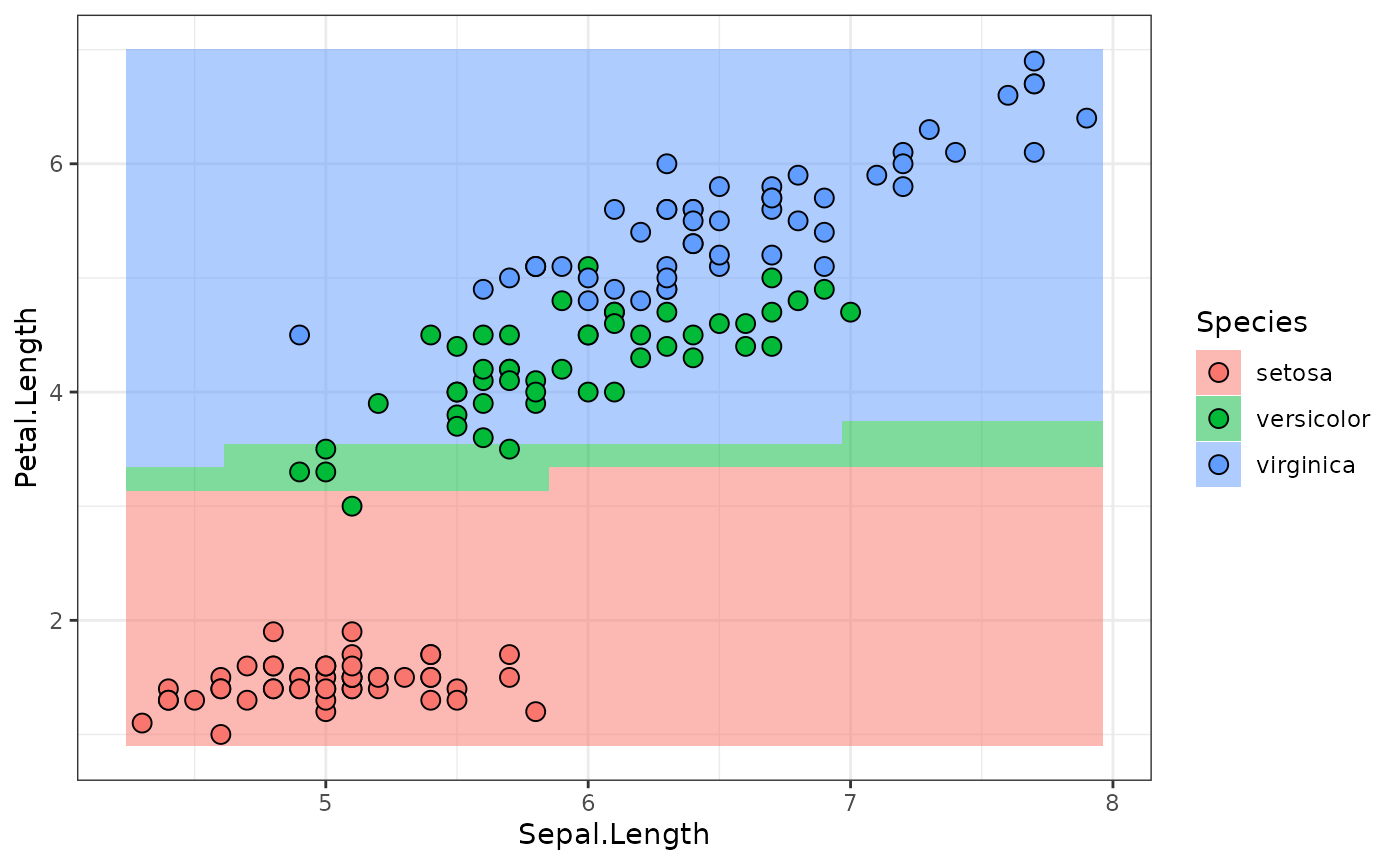 Petal.Length
6
4
2
5 6 7 8
Sepal.Length
Species
setosa
versicolor
virginica